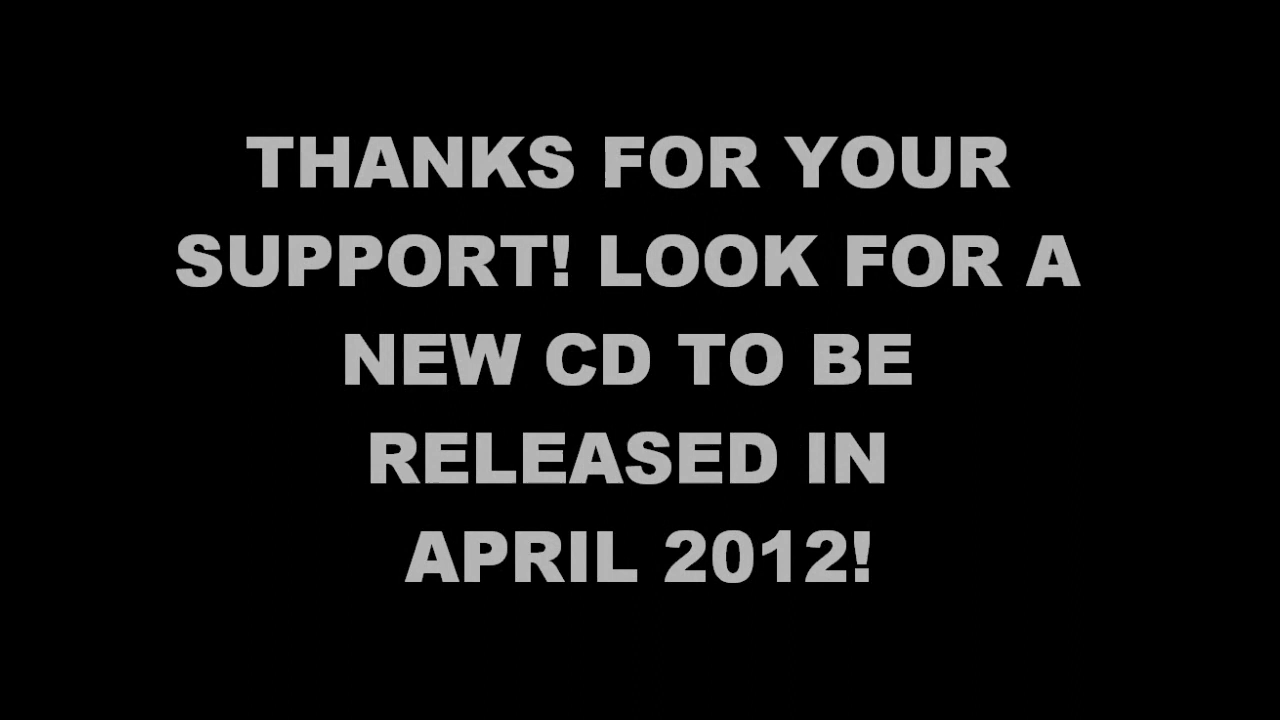 THANKS FOR YOUR
SUPPORT! LOOK FOR A
NEW CD TO BE
RELEASED IN
APRIL 2012!